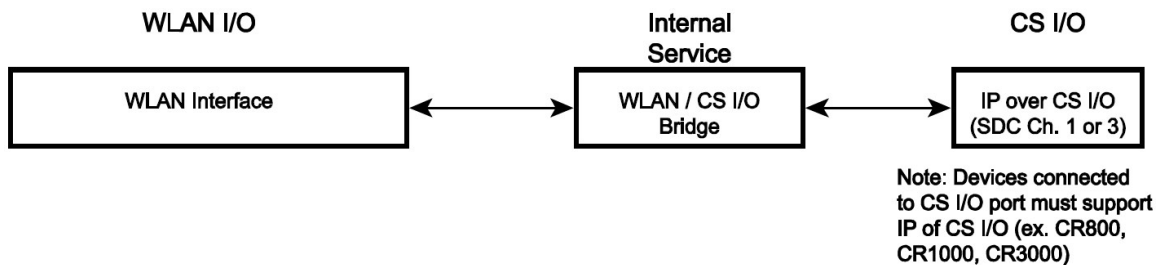 WLAN I/O
Internal
Service
CS I/O
WLAN Interface
WLAN / CS I/O
Bridge
IP over CS I/O
(SDC Ch. 1 or 3)
Note: Devices connected
to CS I/O port must support
IP of CS I/O (ex. CR800,
CR1000, CR3000)